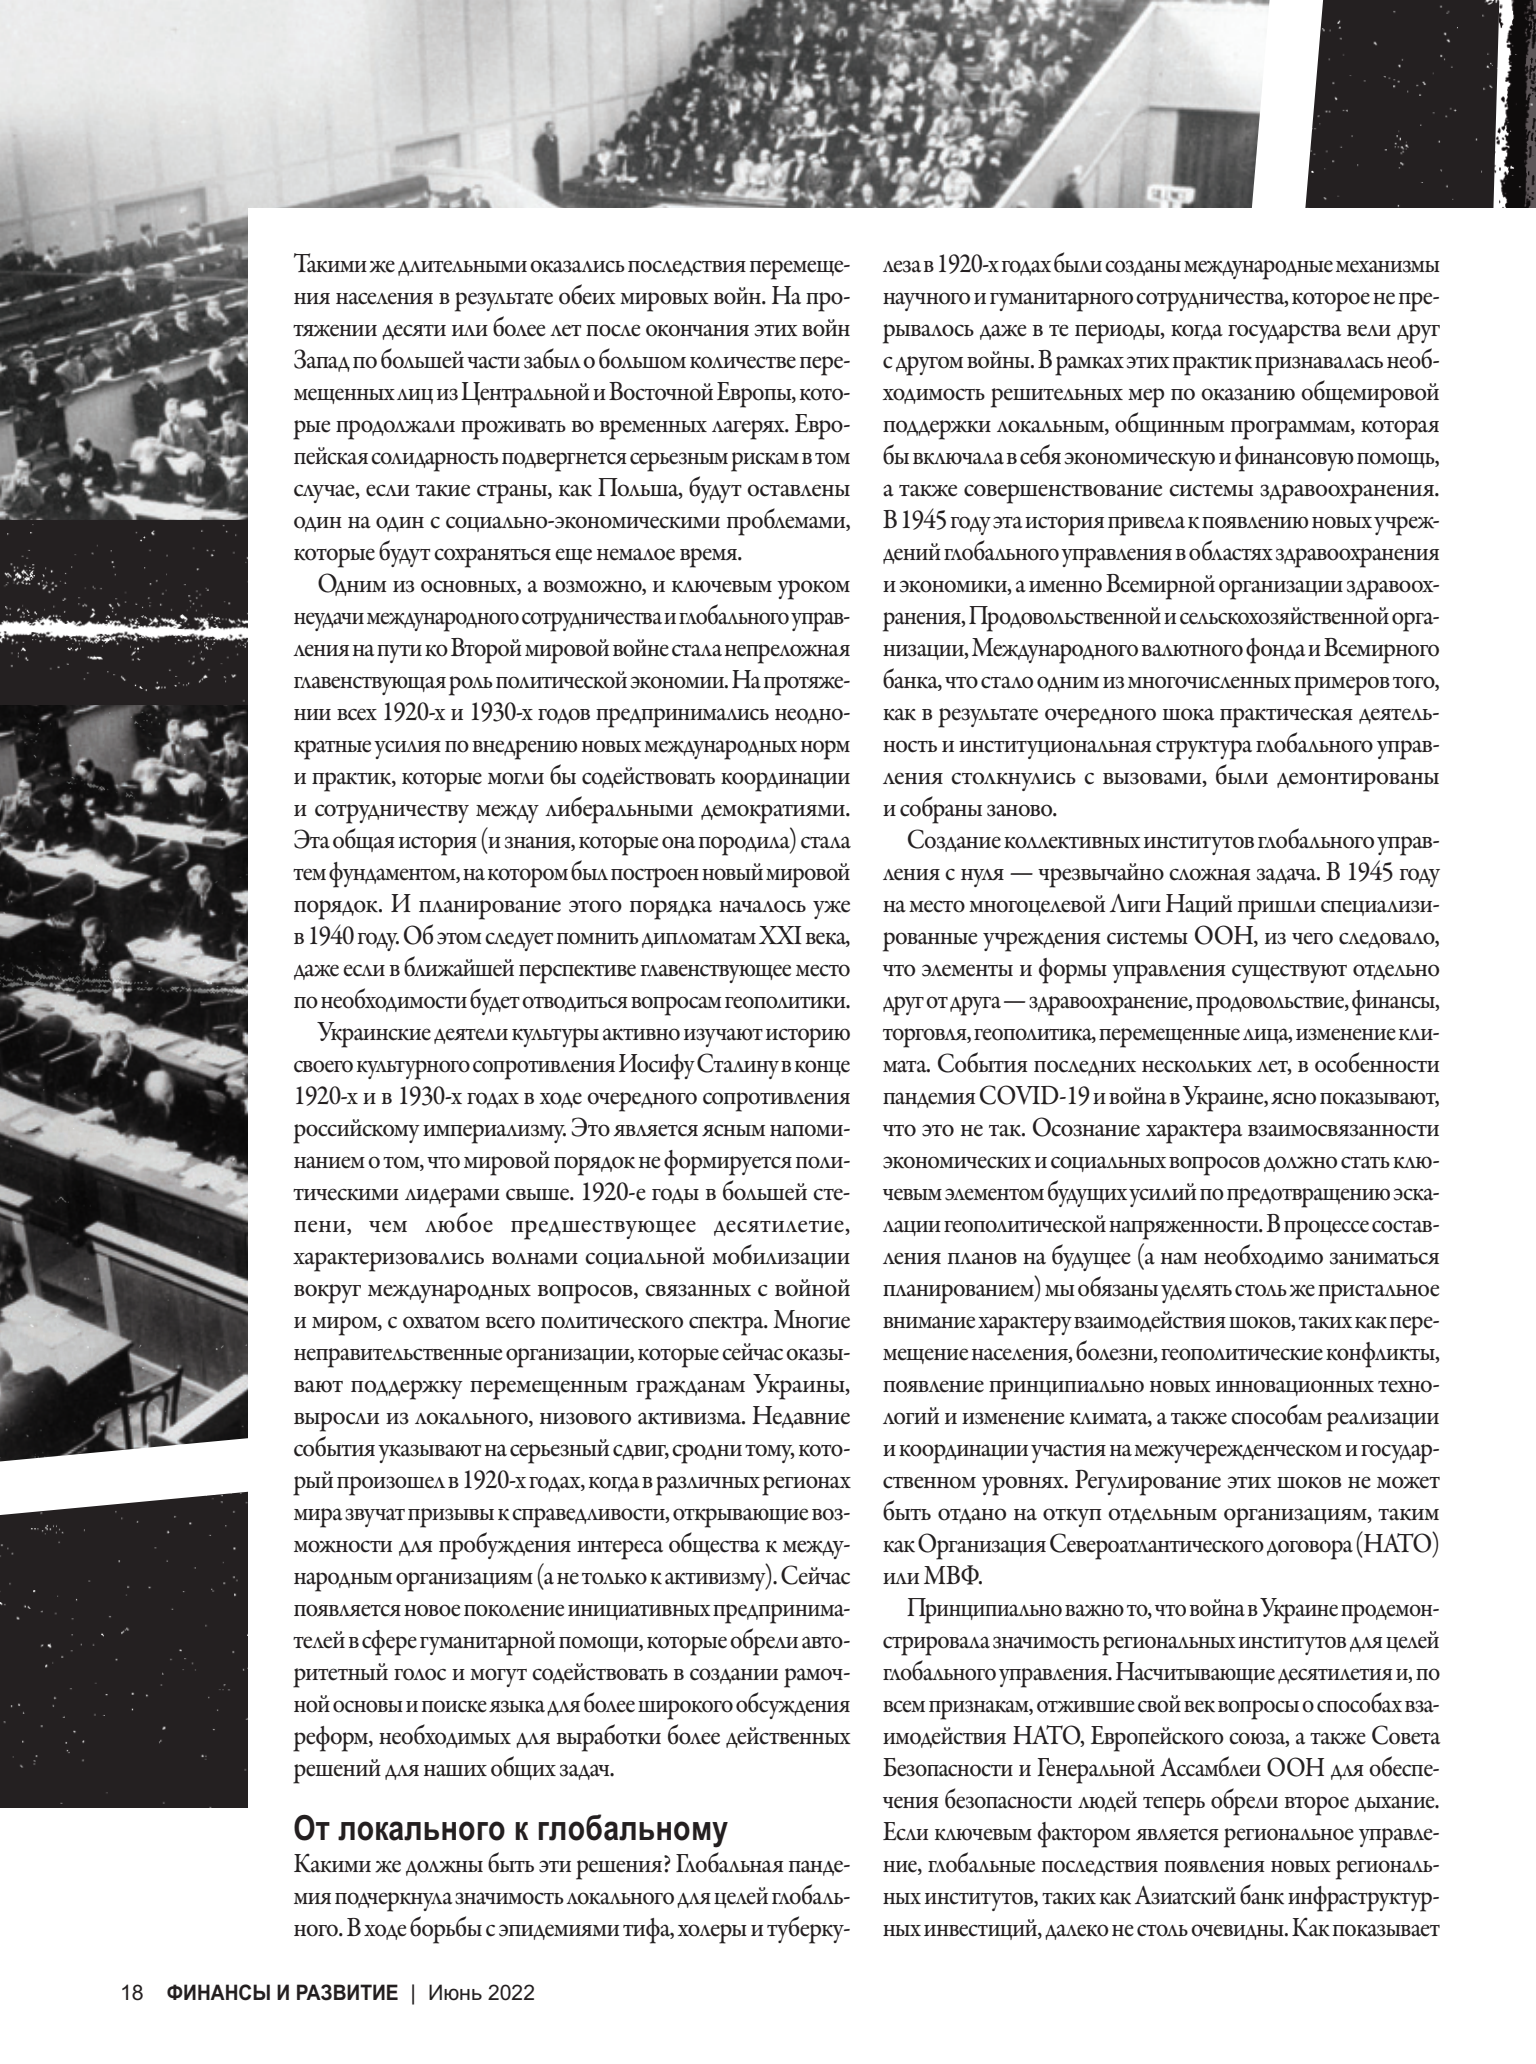 Такими же длительными оказались последствия перемеще-
ния населения в результате обеих мировых войн. На про-
тяжении десяти или более лет после окончания этих войн
Запад по большей части забыл о большом количестве пере-
мещенных лиц из Центральной и Восточной Европы, кото-
рые продолжали проживать во временных лагерях. Евро-
пейская солидарность подвергнется серьезным рискам в том
случае, если такие страны, как Польша, будут оставлены
один на один с социально-экономическими проблемами,
которые будут сохраняться еще немалое время.
Одним из основных, а возможно, и ключевым уроком
неудачи международного сотрудничества и глобального управ-
ления на пути ко Второй мировой войне стала непреложная
главенствующая роль политической экономии. На протяже-
нии всех 1920-х и 1930-х годов предпринимались неодно-
кратные усилия по внедрению новых международных норм
и практик, которые могли бы содействовать координации
и сотрудничеству между либеральными демократиями.
Эта общая история (и знания, которые она породила) стала
тем фундаментом, на котором был построен новый мировой
порядок. И планирование этого порядка началось уже
в 1940 году. Об этом следует помнить дипломатам XXI века,
даже если в ближайшей перспективе главенствующее место
по необходимости будет отводиться вопросам геополитики.
Украинские деятели культуры активно изучают историю
своего культурного сопротивления Иосифу Сталину в конце
1920-х и в 1930-х годах в ходе очередного сопротивления
российскому империализму. Это является ясным напоми-
нанием о том, что мировой порядок не формируется поли-
тическими лидерами свыше. 1920-е годы в большей сте-
пени, чем любое предшествующее десятилетие,
характеризовались волнами социальной мобилизации
вокруг международных вопросов, связанных с войной
и миром, с охватом всего политического спектра. Многие
неправительственные организации, которые сейчас оказы-
вают поддержку перемещенным гражданам Украины,
выросли из локального, низового активизма. Недавние
события указывают на серьезный сдвиг, сродни тому, кото-
рый произошел в 1920-х годах, когда в различных регионах
мира звучат призывы к справедливости, открывающие воз-
можности для пробуждения интереса общества к между-
народным организациям (а не только к активизму). Сейчас
появляется новое поколение инициативных предпринима-
телей в сфере гуманитарной помощи, которые обрели авто-
ритетный голос и могут содействовать в создании рамоч-
ной основы и поиске языка для более широкого обсуждения
реформ, необходимых для выработки более действенных
решений для наших общих задач.
От локального к глобальному
Какими же должны быть эти решения? Глобальная панде-
мия подчеркнула значимость локального для целей глобаль-
ного. В ходе борьбы с эпидемиями тифа, холеры и туберку-
леза в 1920-х годах были созданы международные механизмы
научного и гуманитарного сотрудничества, которое не пре-
рывалось даже в те периоды, когда государства вели друг
с другом войны. В рамках этих практик признавалась необ-
ходимость решительных мер по оказанию общемировой
поддержки локальным, общинным программам, которая
бы включала в себя экономическую и финансовую помощь,
а также совершенствование системы здравоохранения.
В 1945 году эта история привела к появлению новых учреж-
дений глобального управления в областях здравоохранения
и экономики, а именно Всемирной организации здравоох-
ранения, Продовольственной и сельскохозяйственной орга-
низации, Международного валютного фонда и Всемирного
банка, что стало одним из многочисленных примеров того,
как в результате очередного шока практическая деятель-
ность и институциональная структура глобального управ-
ления столкнулись с вызовами, были демонтированы
и собраны заново.
Создание коллективных институтов глобального управ-
ления с нуля — чрезвычайно сложная задача. В 1945 году
на место многоцелевой Лиги Наций пришли специализи-
рованные учреждения системы ООН, из чего следовало,
что элементы и формы управления существуют отдельно
друг от друга — здравоохранение, продовольствие, финансы,
торговля, геополитика, перемещенные лица, изменение кли-
мата. События последних нескольких лет, в особенности
пандемия COVID-19 и война в Украине, ясно показывают,
что это не так. Осознание характера взаимосвязанности
экономических и социальных вопросов должно стать клю-
чевым элементом будущих усилий по предотвращению эска-
лации геополитической напряженности. В процессе состав-
ления планов на будущее (а нам необходимо заниматься
планированием) мы обязаны уделять столь же пристальное
внимание характеру взаимодействия шоков, таких как пере-
мещение населения, болезни, геополитические конфликты,
появление принципиально новых инновационных техно-
логий и изменение климата, а также способам реализации
и координации участия на межучережденческом и государ-
ственном уровнях. Регулирование этих шоков не может
быть отдано на откуп отдельным организациям, таким
как Организация Североатлантического договора (НАТО)
или МВФ.
Принципиально важно то, что война в Украине продемон-
стрировала значимость региональных институтов для целей
глобального управления. Насчитывающие десятилетия и, по
всем признакам, отжившие свой век вопросы о способах вза-
имодействия НАТО, Европейского союза, а также Совета
Безопасности и Генеральной Ассамблеи ООН для обеспе-
чения безопасности людей теперь обрели второе дыхание.
Если ключевым фактором является региональное управле-
ние, глобальные последствия появления новых региональ-
ных институтов, таких как Азиатский банк инфраструктур-
ных инвестиций, далеко не столь очевидны. Как показывает
18 ФИНАНСЫ И РАЗВИТИЕ | Июнь 2022